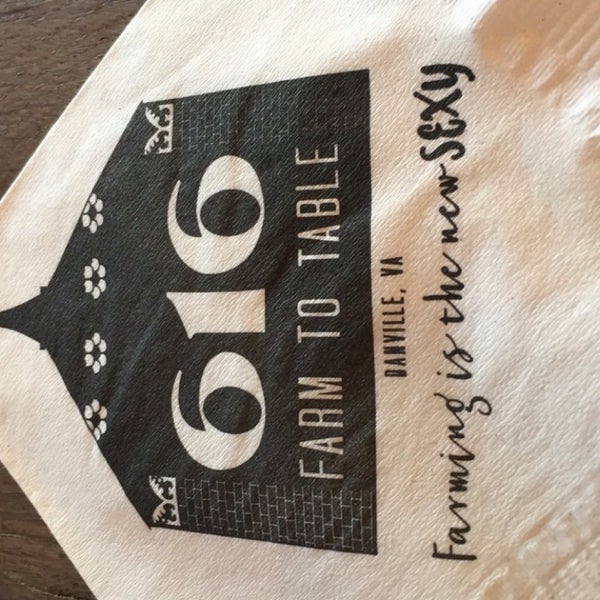 616
FARM TO TABLE
DANVILLE, VA
Farming is the new SEXY